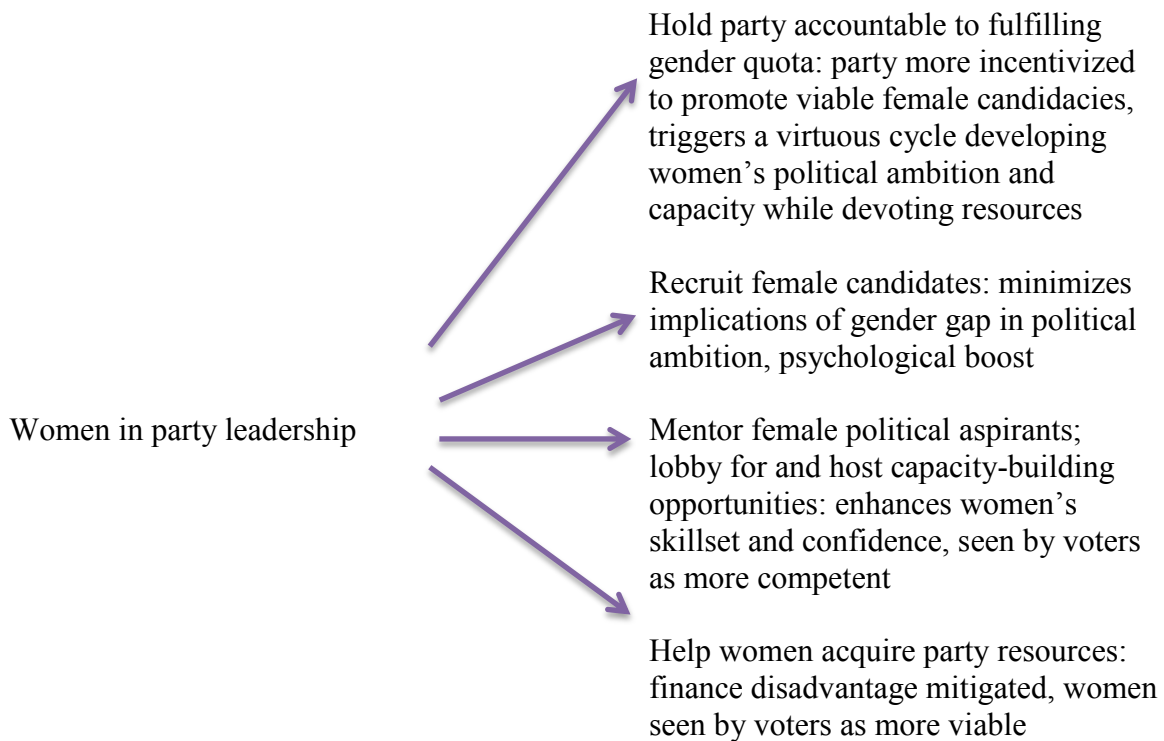 Hold party accountable to fulfilling
gender quota: party more incentivized
to promote viable female candidacies,
triggers a virtuous cycle developing
women’s political ambition and
capacity while devoting resources
Recruit female candidates: minimizes
implications of gender gap in political
ambition, psychological boost
Women in party leadership
Mentor female political aspirants;
lobby for and host capacity-building
opportunities: enhances women’s
skillset and confidence, seen by voters
as more competent
Help women acquire party resources:
finance disadvantage mitigated, women
seen by voters as more viable